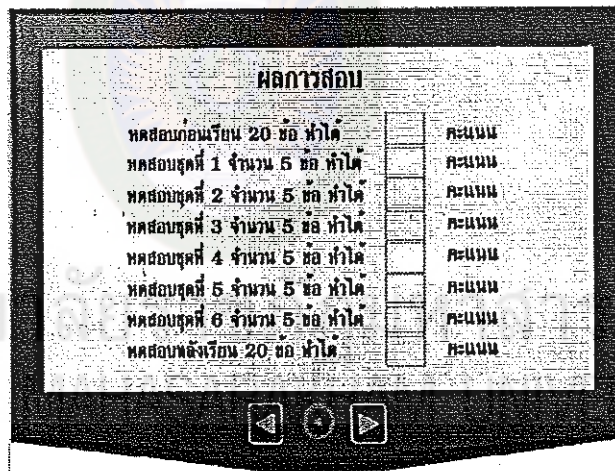 ผลการสอบ
ทดสอบก่อนเรียน 20 ข้อ ทำได้ คะแนน
ทดสอบชุดที่ 1 จำนวน 5 ข้อ ทำได้ คะแนน
ทดสอบชุดที่ 2 จำนวน 5 ข้อ ทำได้ คะแนน
ทดสอบชุดที่ 3 จำนวน 5 ข้อ ทำได้ คะแนน
ทดสอบชุดที่ 4 จำนวน 5 ข้อ ทำได้ คะแนน
ทดสอบชุดที่ 5 จำนวน 5 ข้อ ทำได้ คะแนน
ทดสอบชุดที่ 6 จำนวน 5 ข้อ ทำได้ คะแนน
ทดสอบหลังเรียน 20 ข้อ ทำได้ คะแนน